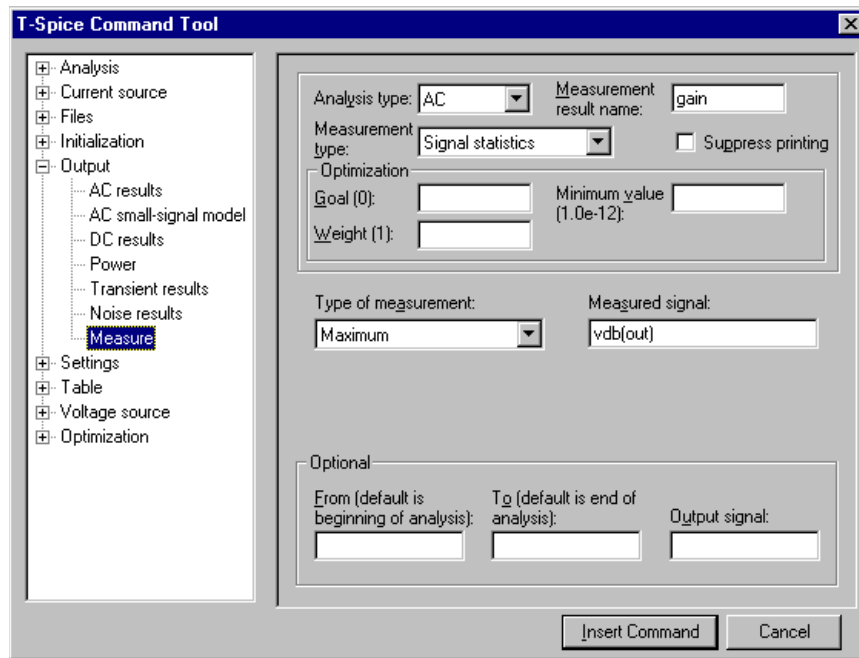 T-Spice Command Tool
Analysis
Current source
Files
Initialization
Output
AC results
AC small-signal model
DC results
Power
Transient results
Noise results
Measure
Settings
Table
Voltage source
Optimization
Analysis type: AC
Measurement
result name: gain
Measurement
type: Signal statistics
Suppress printing
Optimization
Goal (0):
Minimum value
(1.0e-12):
Weight (1):
Type of measurement:
Maximum
Measured signal:
vdb(out)
Optional
From (default is
beginning of analysis):
To (default is end of
analysis):
Output signal:
Insert Command
Cancel